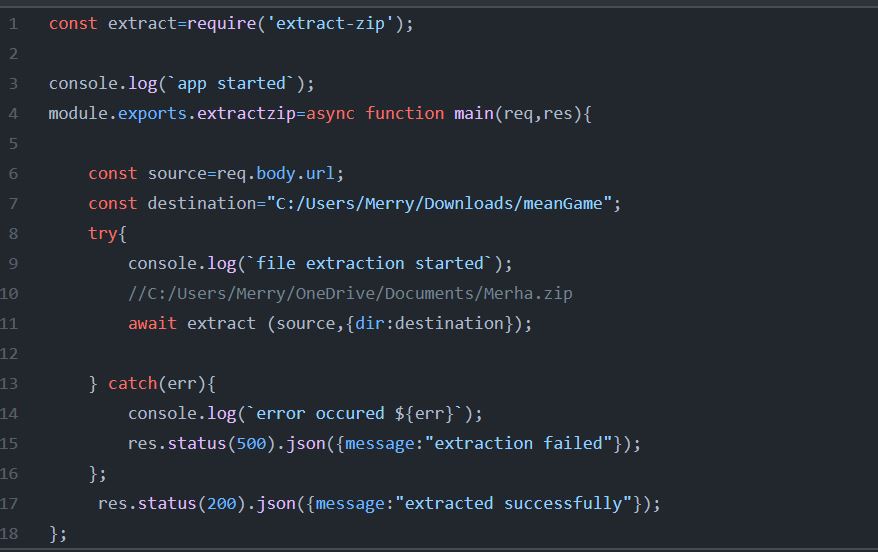 1 const extract=require('extract-zip');
2
3 console.log(`app started`);
4 module.exports.extractzip=async function main(req,res){
5
6     const source=req.body.url;
7     const destination="C:/Users/Merry/Downloads/meanGame";
8     try{
9         console.log(`file extraction started`);
10         //C:/Users/Merry/OneDrive/Documents/Merha.zip
11         await extract (source,{dir:destination});
12
13     } catch(err){
14         console.log(`error occured ${err}`);
15         res.status(500).json({message:"extraction failed"});
16     };
17      res.status(200).json({message:"extracted successfully"});
18 };